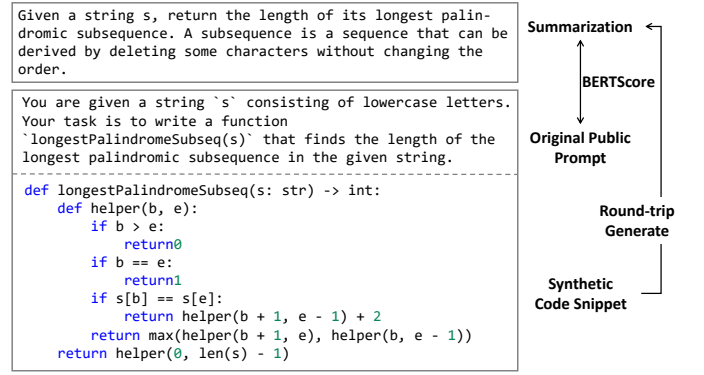 Given a string s, return the length of its longest palin-
dromic subsequence. A subsequence is a sequence that can be
derived by deleting some characters without changing the
order.
You are given a string `s` consisting of lowercase letters.
Your task is to write a function
`longestPalindromeSubseq(s)` that finds the length of the
longest palindromic subsequence in the given string.
def longestPalindromeSubseq(s: str) -> int:
    def helper(b, e):
        if b > e:
            return0
        if b == e:
            return1
        if s[b] == s[e]:
            return helper(b + 1, e - 1) + 2
        return max(helper(b + 1, e), helper(b, e - 1))
    return helper(0, len(s) - 1)
Summarization
BERTScore
Original Public
Prompt
Round-trip
Generate
Synthetic
Code Snippet